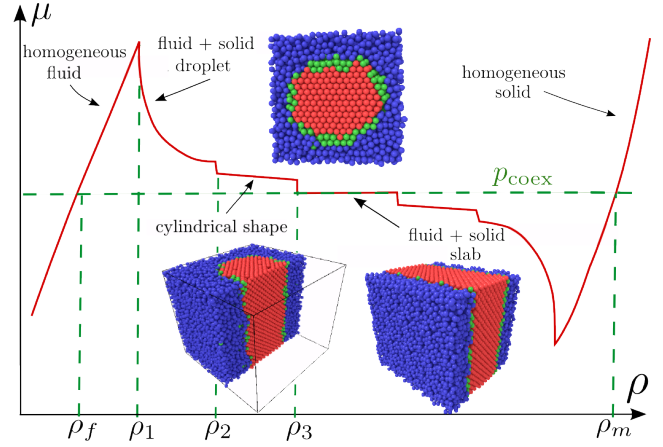 μ
homogeneous
fluid
fluid + solid
droplet
homogeneous
solid
p_coex
cylindrical shape
fluid + solid
slab
ρ
ρ_f
ρ_1
ρ_2
ρ_3
ρ_m